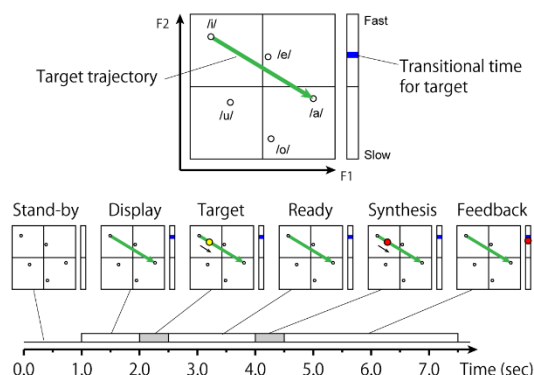 F2
Fast
/i/
/e/
Target trajectory
Transitional time
for target
/u/
/a/
/o/
Slow
F1
Stand-by Display Target Ready Synthesis Feedback
0.0 1.0 2.0 3.0 4.0 5.0 6.0 7.0 Time (sec)